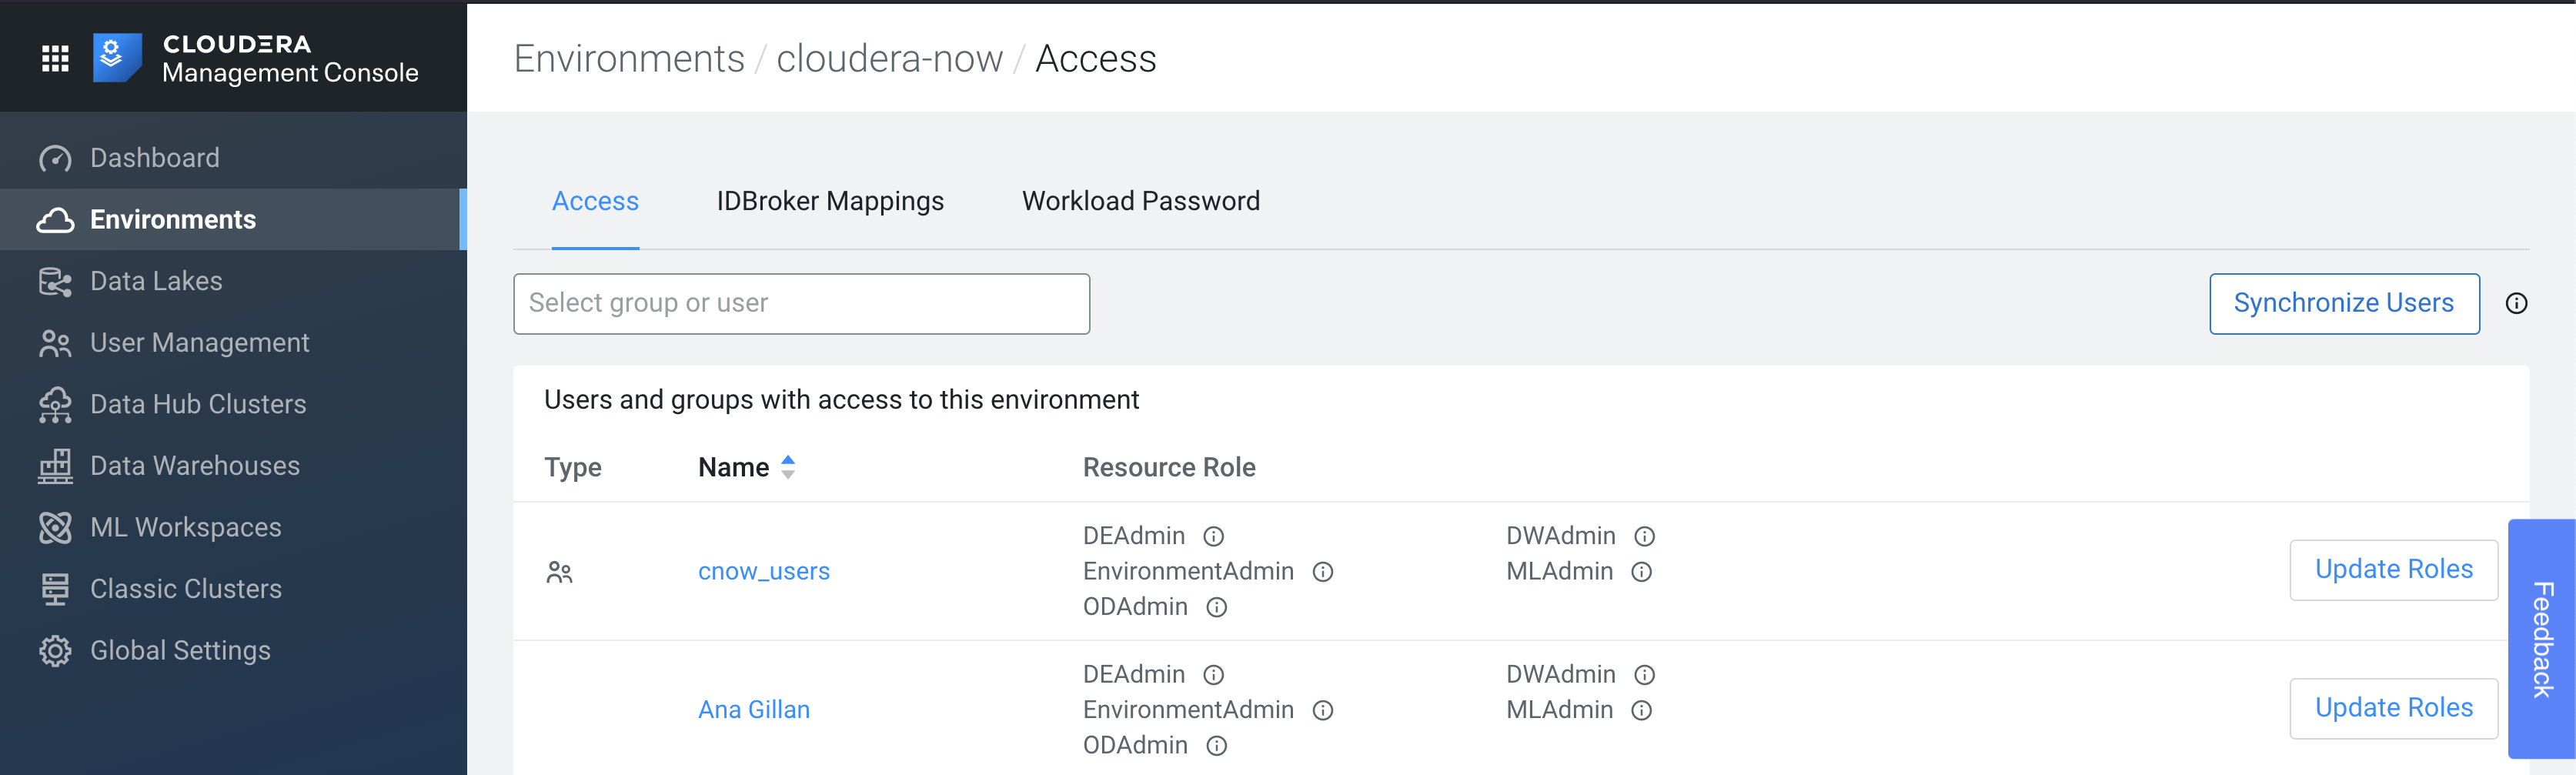 CLOUDERA
Management Console
Dashboard
Environments
Data Lakes
User Management
Data Hub Clusters
Data Warehouses
ML Workspaces
Classic Clusters
Global Settings
Environments / cloudera-now / Access
Access IDBroker Mappings Workload Password
Select group or user
Synchronize Users
Users and groups with access to this environment
Type Name Resource Role
cnow_users
DEAdmin DWAdmin
EnvironmentAdmin MLAdmin
ODAdmin
Update Roles
Ana Gillan
DEAdmin DWAdmin
EnvironmentAdmin MLAdmin
ODAdmin
Update Roles
Feedback